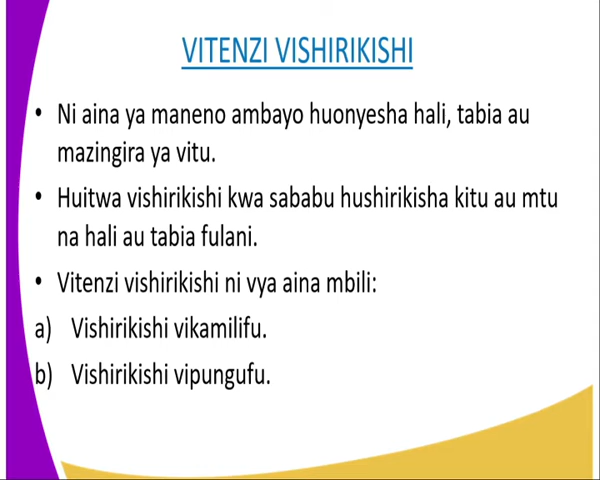 VITENZI VISHIRIKISHI
• Ni aina ya maneno ambayo huonyesha hali, tabia au
mazingira ya vitu.
• Huitwa vishirikishi kwa sababu hushirikisha kitu au mtu
na hali au tabia fulani.
• Vitenzi vishirikishi ni vya aina mbili:
a) Vishirikishi vikamilifu.
b) Vishirikishi vipungufu.